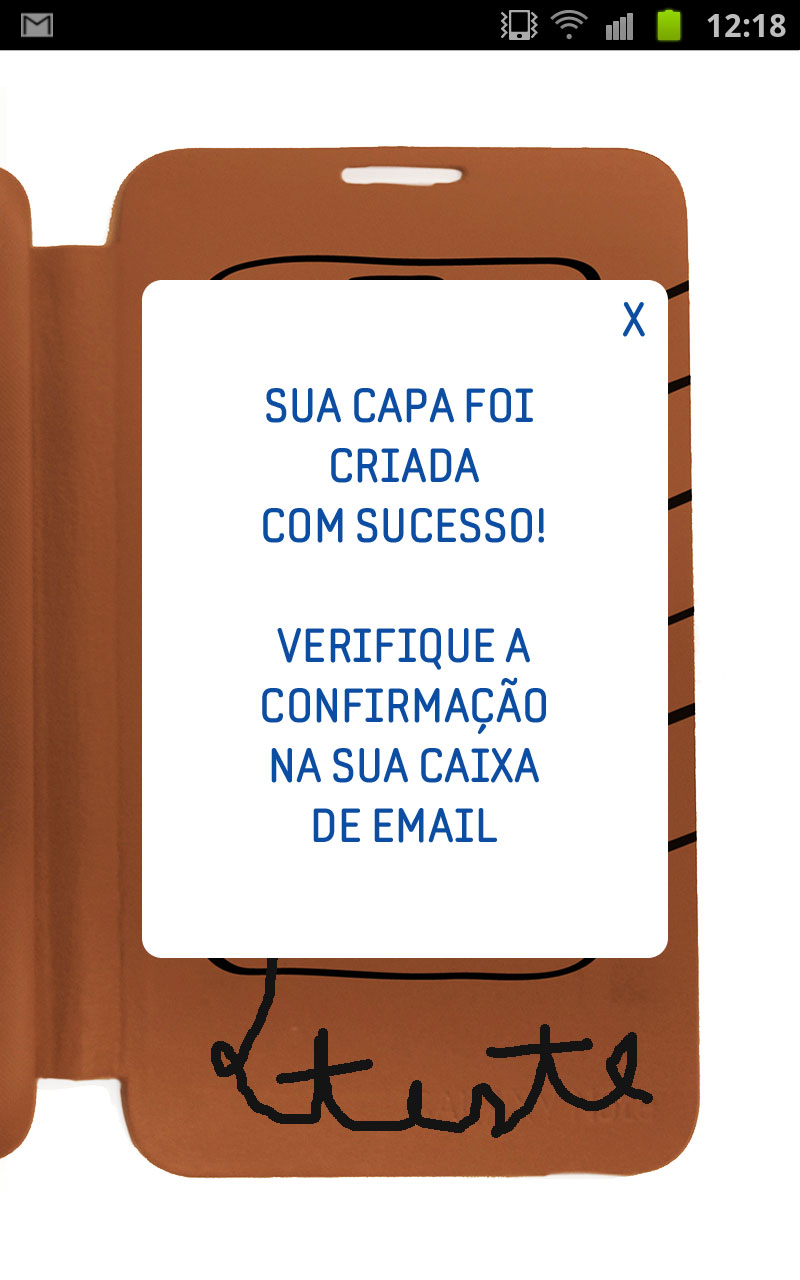 12:18
X
SUA CAPA FOI
CRIADA
COM SUCESSO!
VERIFIQUE A
CONFIRMAÇÃO
NA SUA CAIXA
DE EMAIL
teste